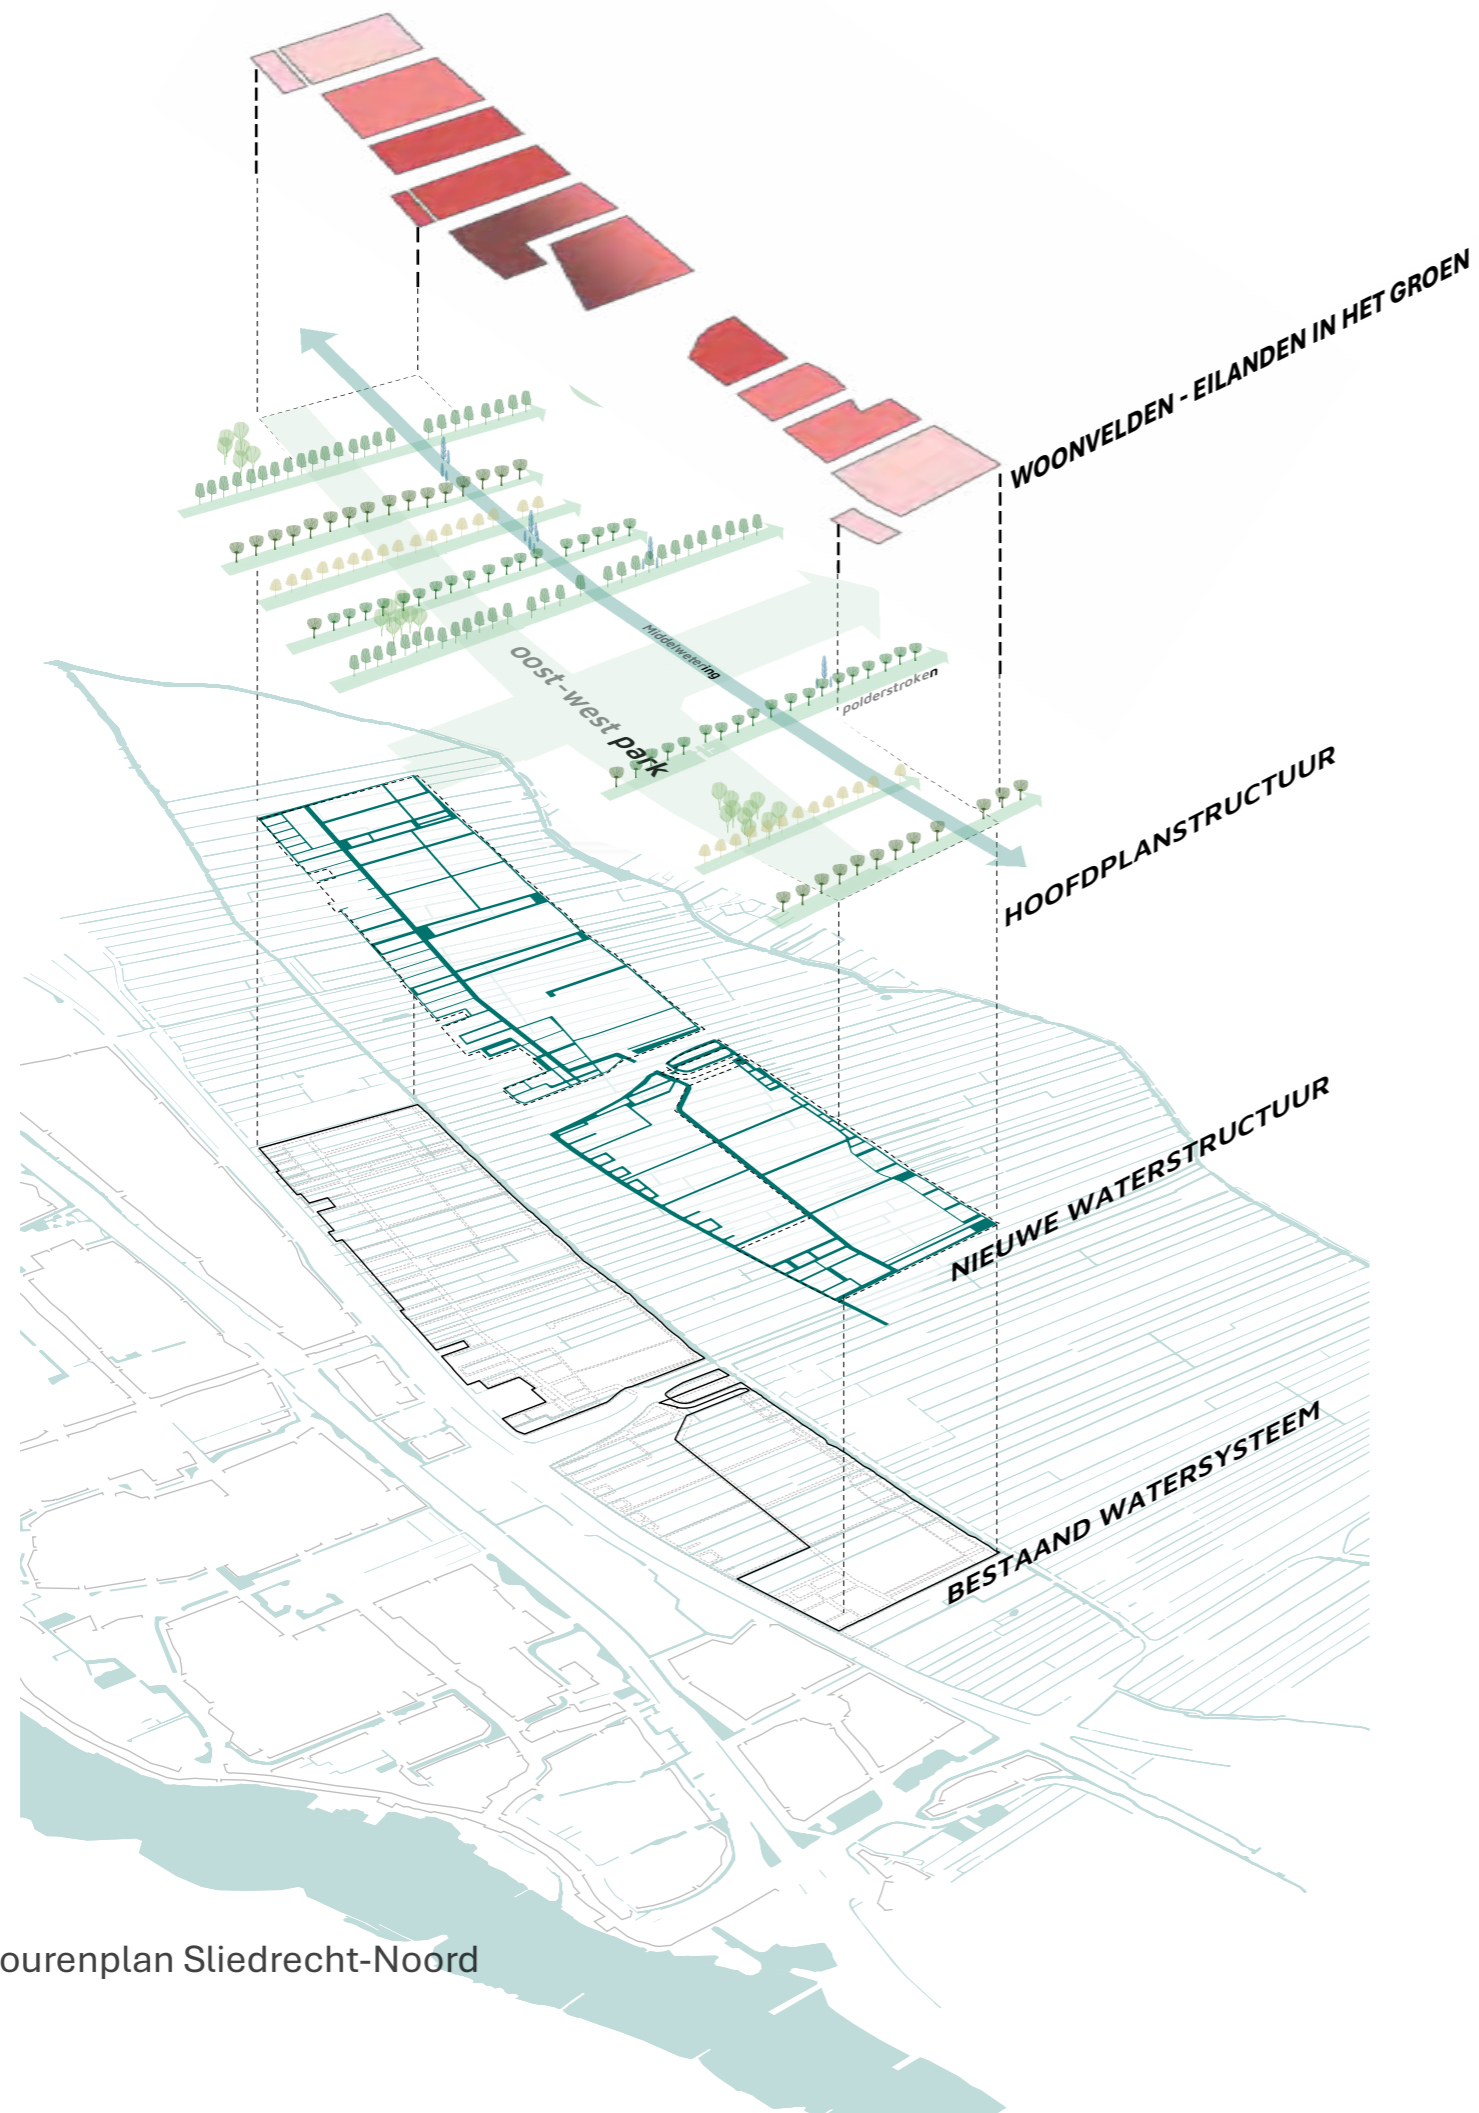 WOONVELDEN - EILANDEN IN HET GROEN
Middelwetering
oost-west park
polderstroken
HOOFDPLANSTRUCTUUR
NIEUWE WATERSTRUCTUUR
BESTAAND WATERSYSTEEM
ourenplan Sliedrecht-Noord